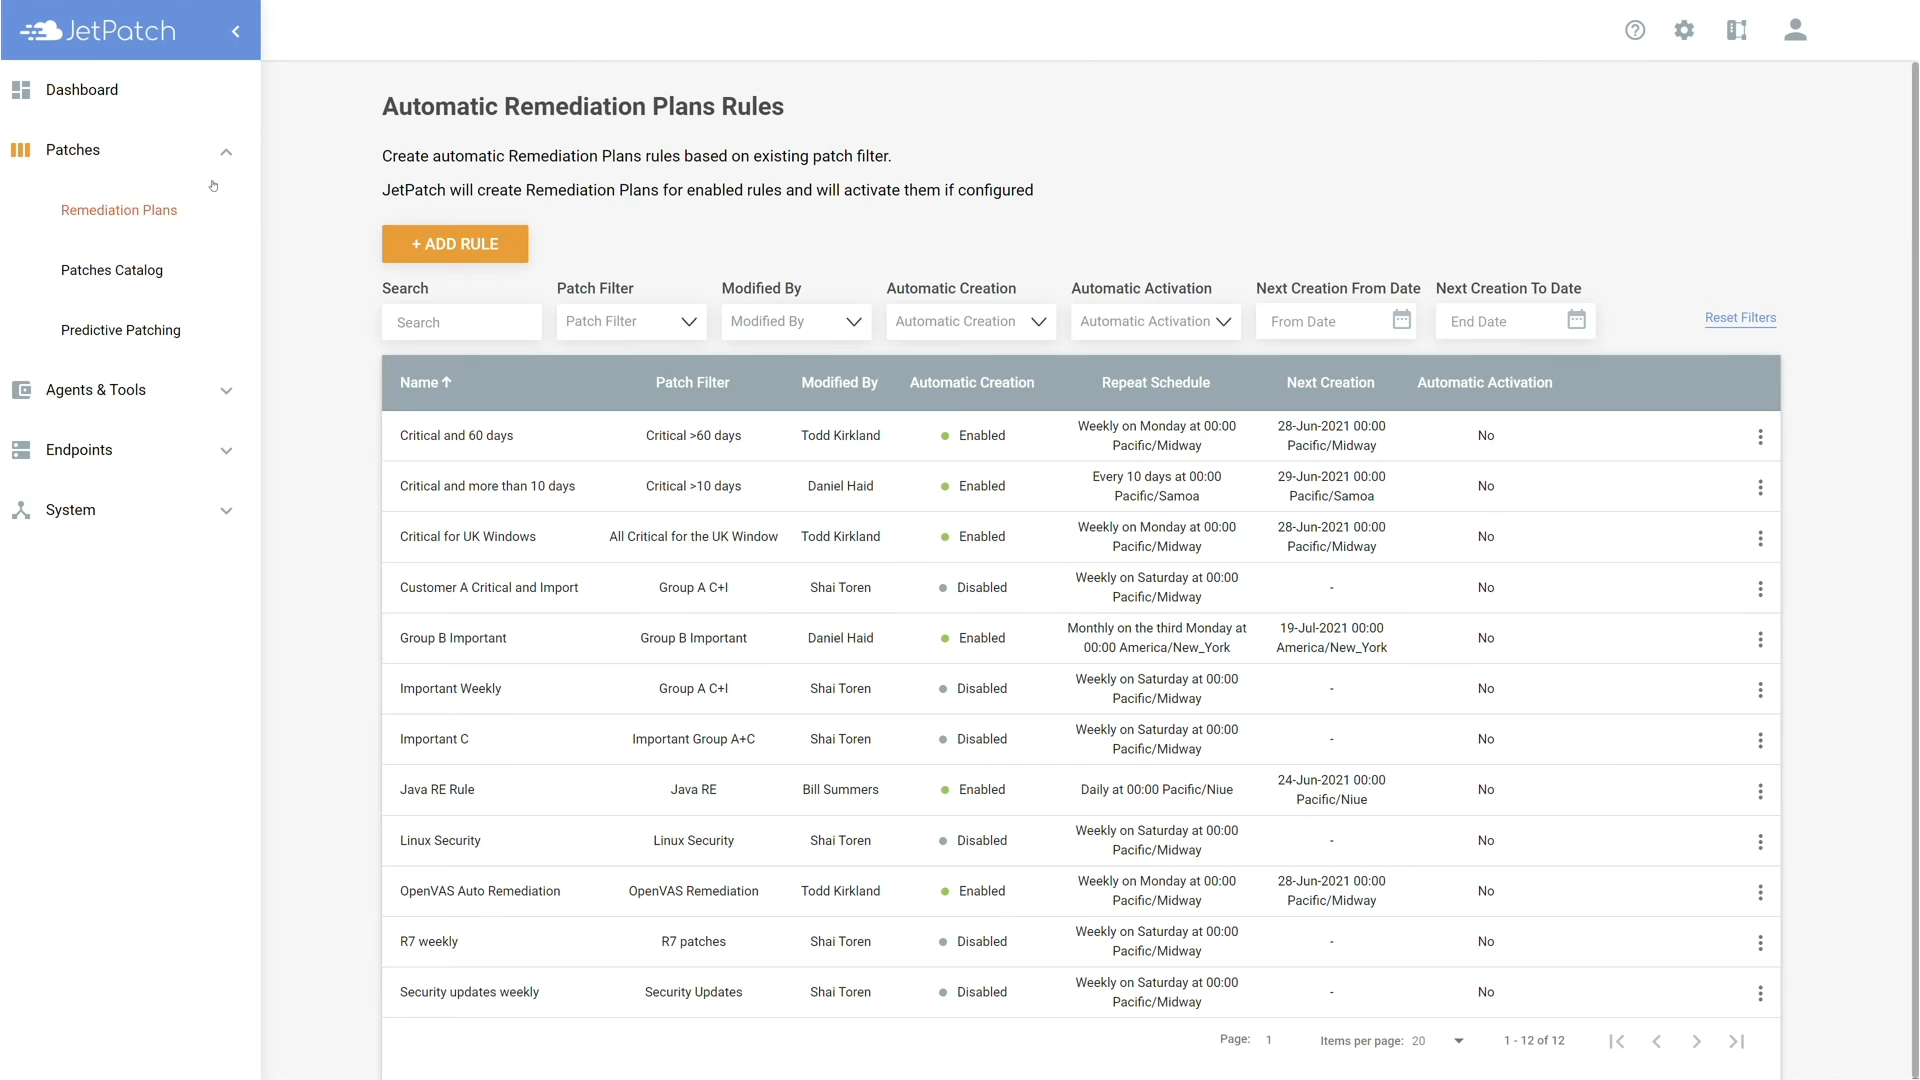 JetPatch
Dashboard
Patches
Remediation Plans
Patches Catalog
Predictive Patching
Agents & Tools
Endpoints
System
Automatic Remediation Plans Rules
Create automatic Remediation Plans rules based on existing patch filter.
JetPatch will create Remediation Plans for enabled rules and will activate them if configured
+ ADD RULE
Search Patch Filter Modified By Automatic Creation Automatic Activation Next Creation From Date Next Creation To Date
Search Patch Filter Modified By Automatic Creation Automatic Activation From Date End Date Reset Filters
Name Patch Filter Modified By Automatic Creation Repeat Schedule Next Creation Automatic Activation
Critical and 60 days Critical >60 days Todd Kirkland Enabled Weekly on Monday at 00:00 28-Jun-2021 00:00 No
Pacific/Midway Pacific/Midway
Critical and more than 10 days Critical >10 days Daniel Haid Enabled Every 10 days at 00:00 29-Jun-2021 00:00 No
Pacific/Samoa Pacific/Samoa
Critical for UK Windows All Critical for the UK Window Todd Kirkland Enabled Weekly on Monday at 00:00 28-Jun-2021 00:00 No
Pacific/Midway Pacific/Midway
Customer A Critical and Import Group A C+I Shai Toren Disabled Weekly on Saturday at 00:00 - No
Pacific/Midway
Group B Important Group B Important Daniel Haid Enabled Monthly on the third Monday at 19-Jul-2021 00:00 No
00:00 America/New_York America/New_York
Important Weekly Group A C+I Shai Toren Disabled Weekly on Saturday at 00:00 - No
Pacific/Midway
Important C Important Group A+C Shai Toren Disabled Weekly on Saturday at 00:00 - No
Pacific/Midway
Java RE Rule Java RE Bill Summers Enabled Daily at 00:00 Pacific/Niue 24-Jun-2021 00:00 No
Pacific/Niue
Linux Security Linux Security Shai Toren Disabled Weekly on Saturday at 00:00 - No
Pacific/Midway
OpenVAS Auto Remediation OpenVAS Remediation Todd Kirkland Enabled Weekly on Monday at 00:00 28-Jun-2021 00:00 No
Pacific/Midway Pacific/Midway
R7 weekly R7 patches Shai Toren Disabled Weekly on Saturday at 00:00 - No
Pacific/Midway
Security updates weekly Security Updates Shai Toren Disabled Weekly on Saturday at 00:00 - No
Pacific/Midway
Page: 1 Items per page: 20 1 - 12 of 12